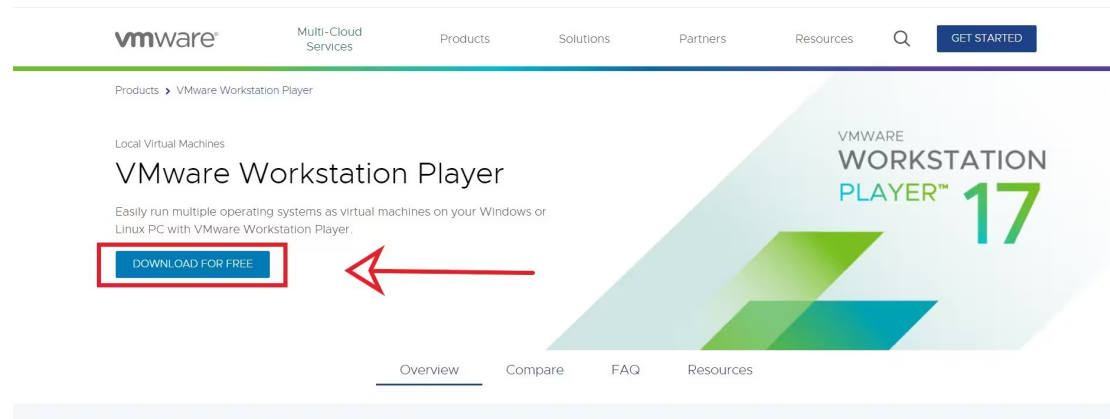 vmware®
Multi-Cloud
Services
Products
Solutions
Partners
Resources
GET STARTED
Products > VMware Workstation Player
Local Virtual Machines
VMware Workstation Player
Easily run multiple operating systems as virtual machines on your Windows or
Linux PC with VMware Workstation Player.
DOWNLOAD FOR FREE
VMWARE
WORKSTATION
PLAYER™ 17
Overview
Compare
FAQ
Resources